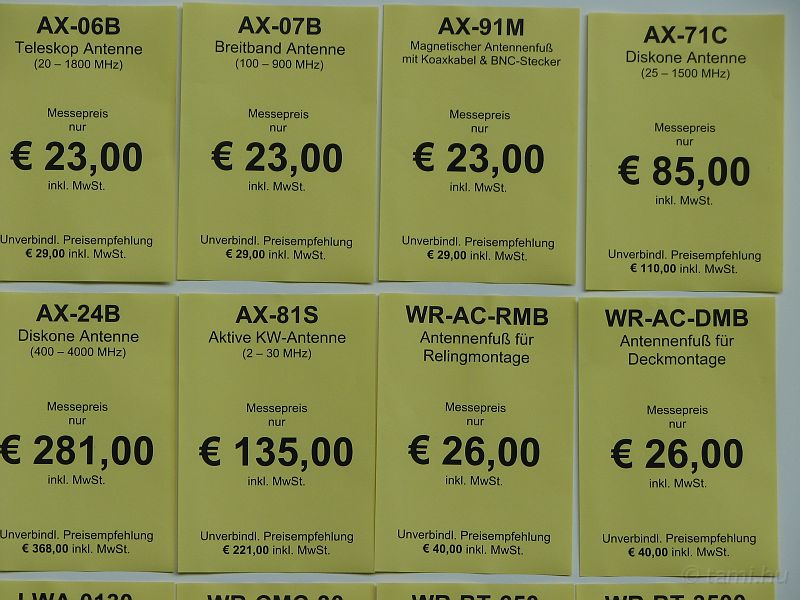 AX-06B
Teleskop Antenne
(20 – 1800 MHz)
Messepreis
nur
€ 23,00
inkl. MwSt.
Unverbindl. Preisempfehlung
€ 29,00 inkl. MwSt.
AX-07B
Breitband Antenne
(100 – 900 MHz)
Messepreis
nur
€ 23,00
inkl. MwSt.
Unverbindl. Preisempfehlung
€ 29,00 inkl. MwSt.
AX-91M
Magnetischer Antennenfuß
mit Koaxkabel & BNC-Stecker
Messepreis
nur
€ 23,00
inkl. MwSt.
Unverbindl. Preisempfehlung
€ 29,00 inkl. MwSt.
AX-71C
Diskone Antenne
(25 – 1500 MHz)
Messepreis
nur
€ 85,00
inkl. MwSt.
Unverbindl. Preisempfehlung
€ 110,00 inkl. MwSt.
AX-24B
Diskone Antenne
(400 – 4000 MHz)
Messepreis
nur
€ 281,00
inkl. MwSt.
Unverbindl. Preisempfehlung
€ 368,00 inkl. MwSt.
AX-81S
Aktive KW-Antenne
(2 – 30 MHz)
Messepreis
nur
€ 135,00
inkl. MwSt.
Unverbindl. Preisempfehlung
€ 221,00 inkl. MwSt.
WR-AC-RMB
Antennenfuß für
Relingmontage
Messepreis
nur
€ 26,00
inkl. MwSt.
Unverbindl. Preisempfehlung
€ 40,00 inkl. MwSt.
WR-AC-DMB
Antennenfuß für
Deckmontage
Messepreis
nur
€ 26,00
inkl. MwSt.
Unverbindl. Preisempfehlung
€ 40,00 inkl. MwSt.
© tami.hu